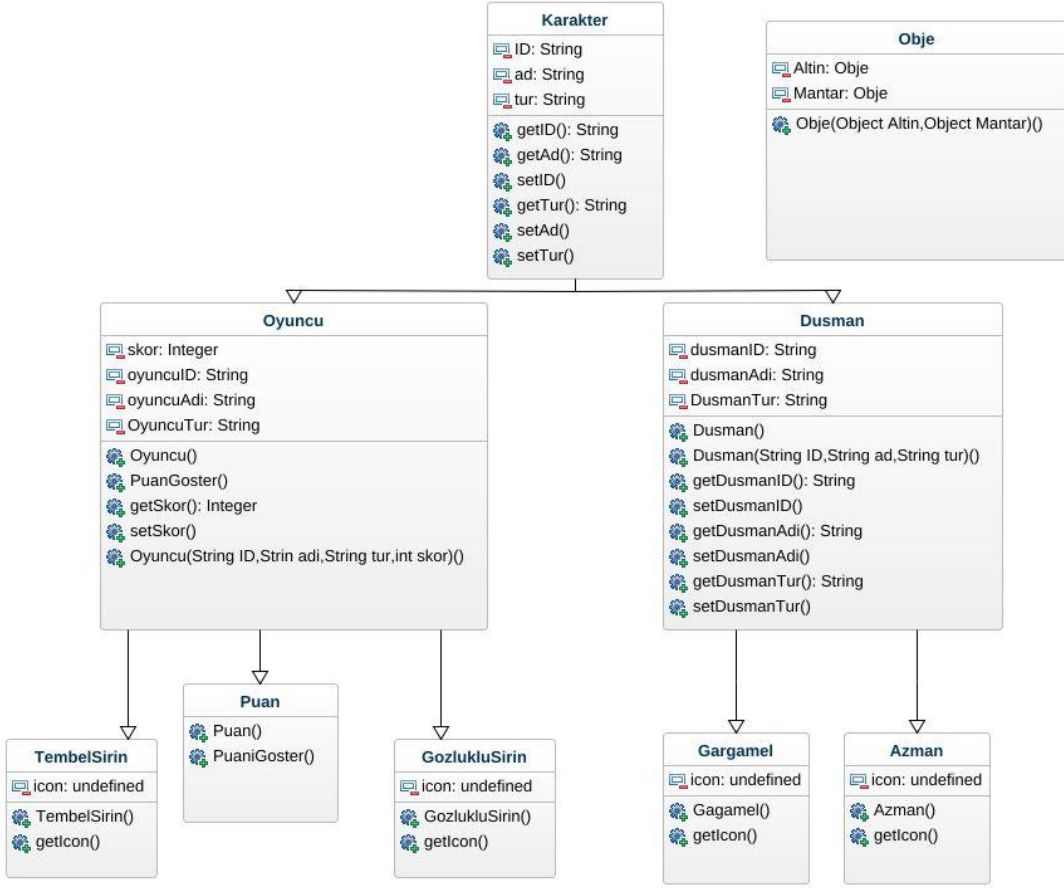 Karakter
ID: String
ad: String
tur: String
getID(): String
getAd(): String
setID()
getTur(): String
setAd()
setTur()
Obje
Altin: Obje
Mantar: Obje
Obje(Object Altin,Object Mantar)()
Oyuncu
skor: Integer
oyuncuID: String
oyuncuAdi: String
OyuncuTur: String
Oyuncu()
PuanGoster()
getSkor(): Integer
setSkor()
Oyuncu(String ID,Strin adi,String tur,int skor)()
Dusman
dusmanID: String
dusmanAdi: String
DusmanTur: String
Dusman()
Dusman(String ID,String ad,String tur)()
getDusmanID(): String
setDusmanID()
getDusmanAdi(): String
setDusmanAdi()
getDusmanTur(): String
setDusmanTur()
TembelSirin
icon: undefined
TembelSirin()
getIcon()
Puan
Puan()
PuaniGoster()
GozlukluSirin
icon: undefined
GozlukluSirin()
getIcon()
Gargamel
icon: undefined
Gagamel()
getIcon()
Azman
icon: undefined
Azman()
getIcon()